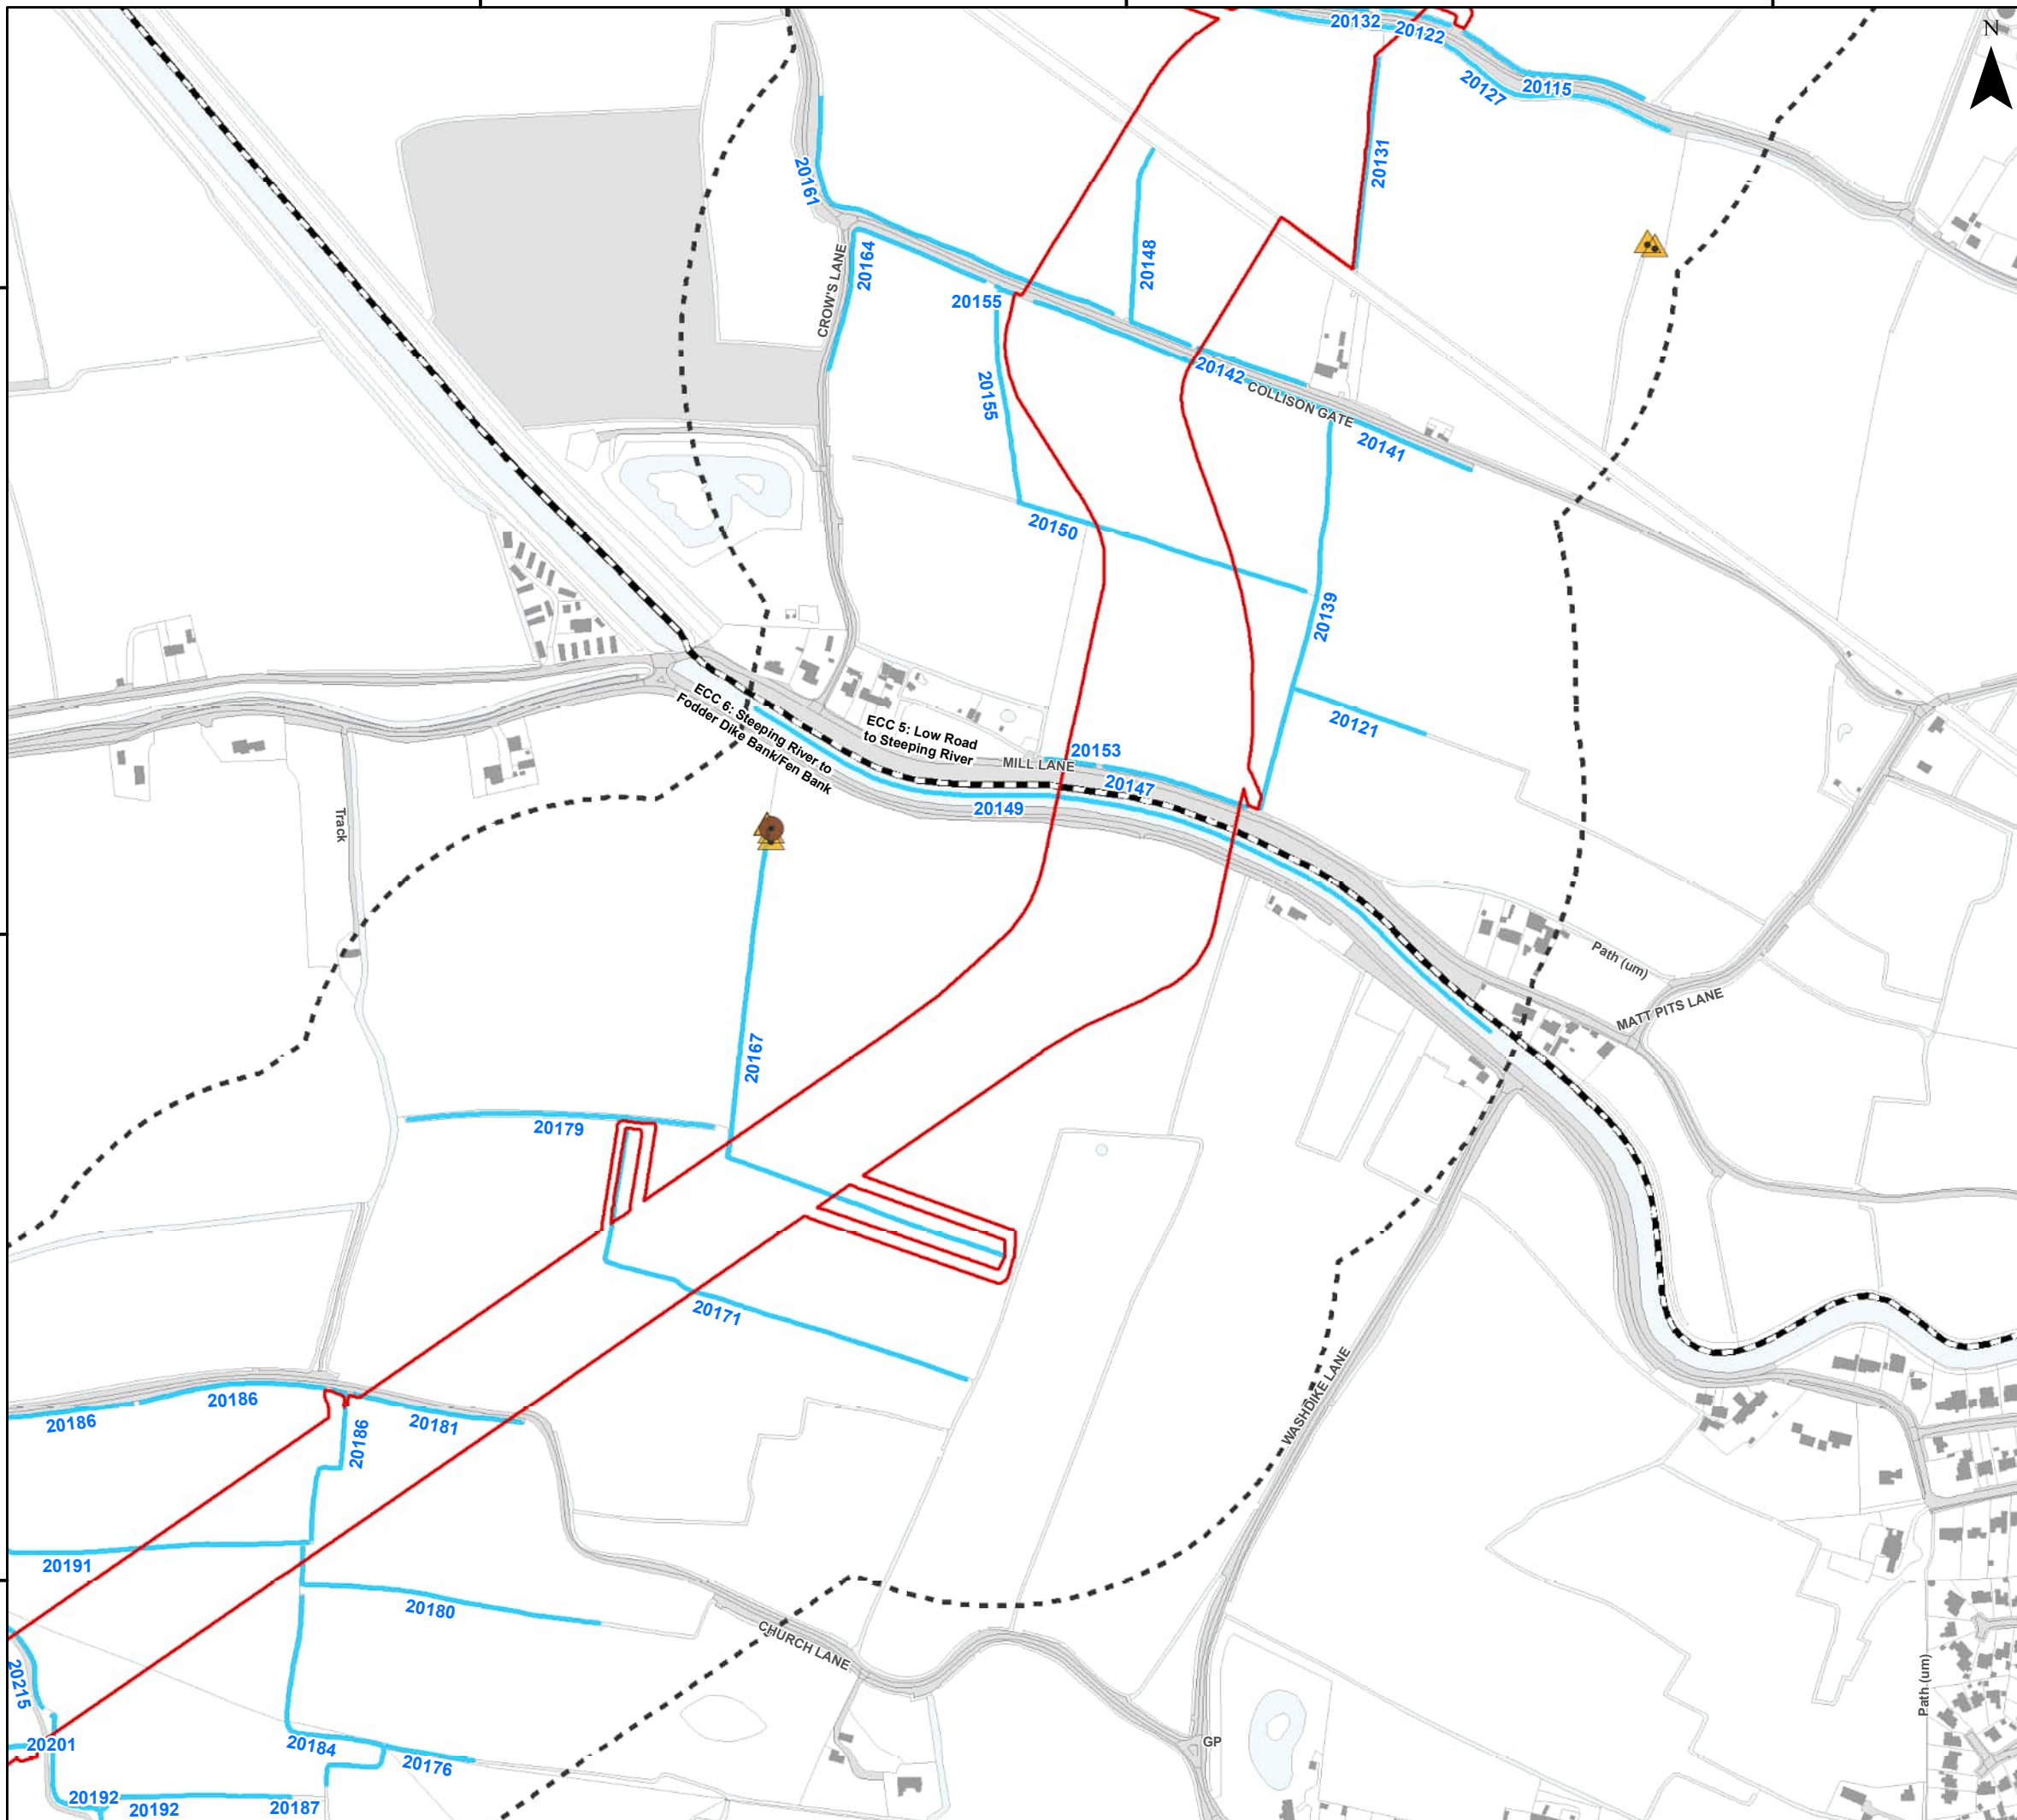 20132
20122
N
20127
20115
20131
20161
20164
CROW'S LANE
20148
20155
20155
20142
COLLISON GATE
20141
20150
20139
20121
ECC 6: Steeping River to
Fodder Dike Bank/Fen Bank
ECC 5: Low Road
to Steeping River
20153
MILL LANE
20147
20149
Track
Path (um)
MATT PITS LANE
20167
20179
20171
WASHDIKE LANE
20186
20186
20181
20186
20191
20180
CHURCH LANE
20215
Path (um)
20201
20184
20176
GP
20192
20192
20187